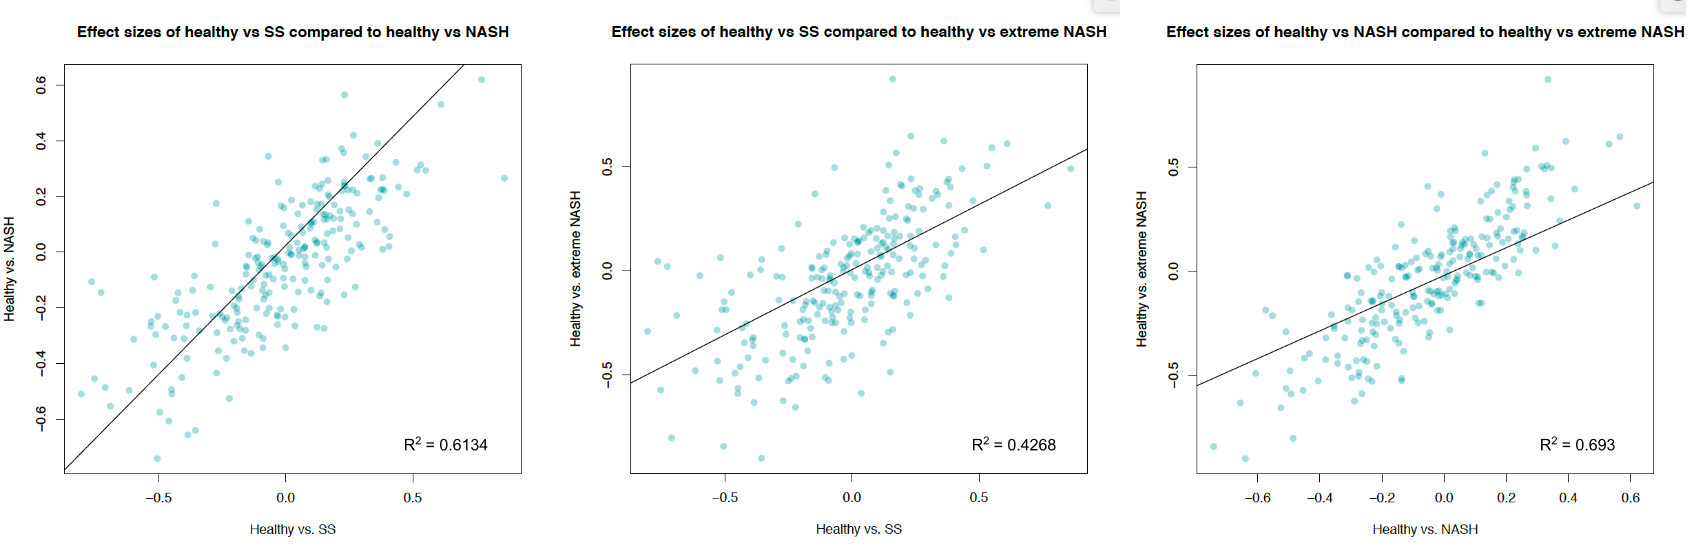 Effect sizes of healthy vs SS compared to healthy vs NASH
Healthy vs. NASH
0.6
0.4
0.2
0.0
−0.2
−0.4
−0.6
R² = 0.6134
−0.5
0.0
0.5
Healthy vs. SS
Effect sizes of healthy vs SS compared to healthy vs extreme NASH
Healthy vs. extreme NASH
0.5
0.0
−0.5
R² = 0.4268
−0.5
0.0
0.5
Healthy vs. SS
Effect sizes of healthy vs NASH compared to healthy vs extreme NASH
Healthy vs. extreme NASH
0.5
0.0
−0.5
R² = 0.693
−0.6
−0.4
−0.2
0.0
0.2
0.4
0.6
Healthy vs. NASH